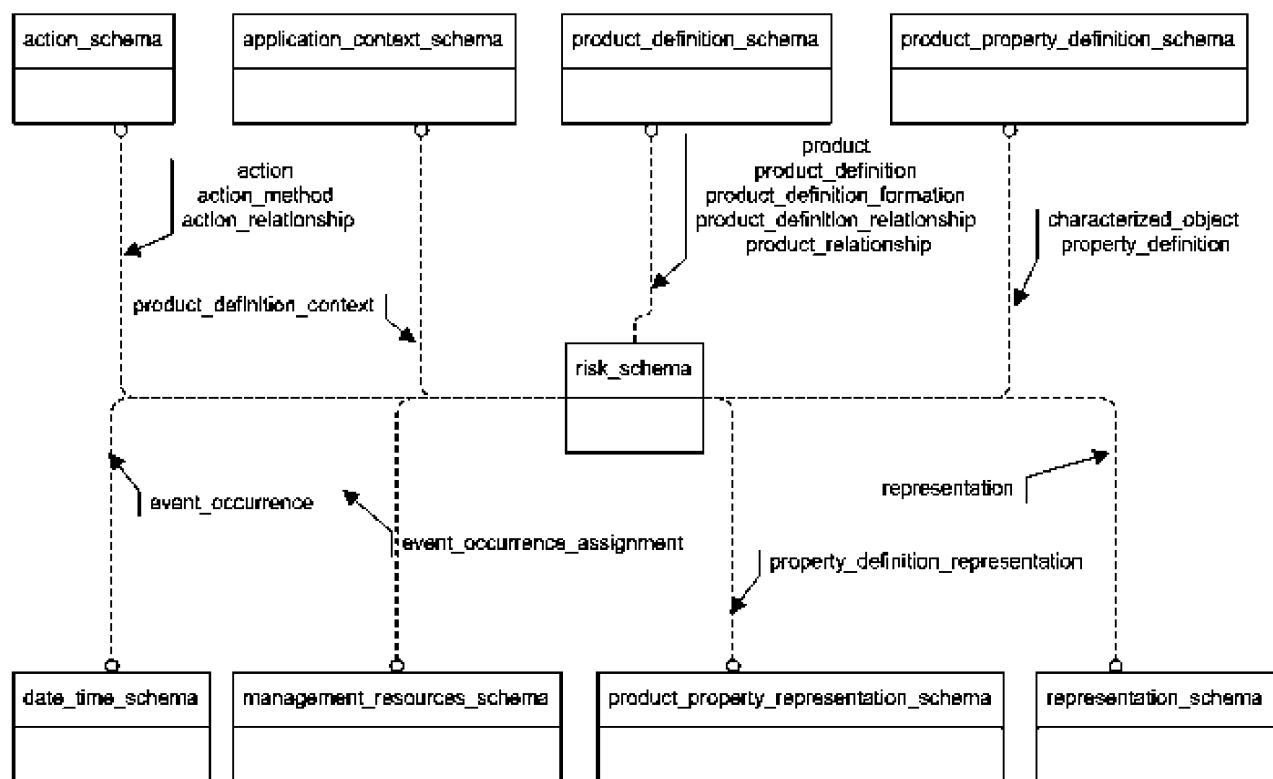 action_schema
application_context_schema
product_definition_schema
product_property_definition_schema
action
action_method
action_relationship
product
product_definition
product_definition_formation
product_definition_relationship
product_relationship
characterized_object
property_definition
product_definition_context
risk_schema
event_occurrence
representation
event_occurrence_assignment
property_definition_representation
date_time_schema
management_resources_schema
product_property_representation_schema
representation_schema